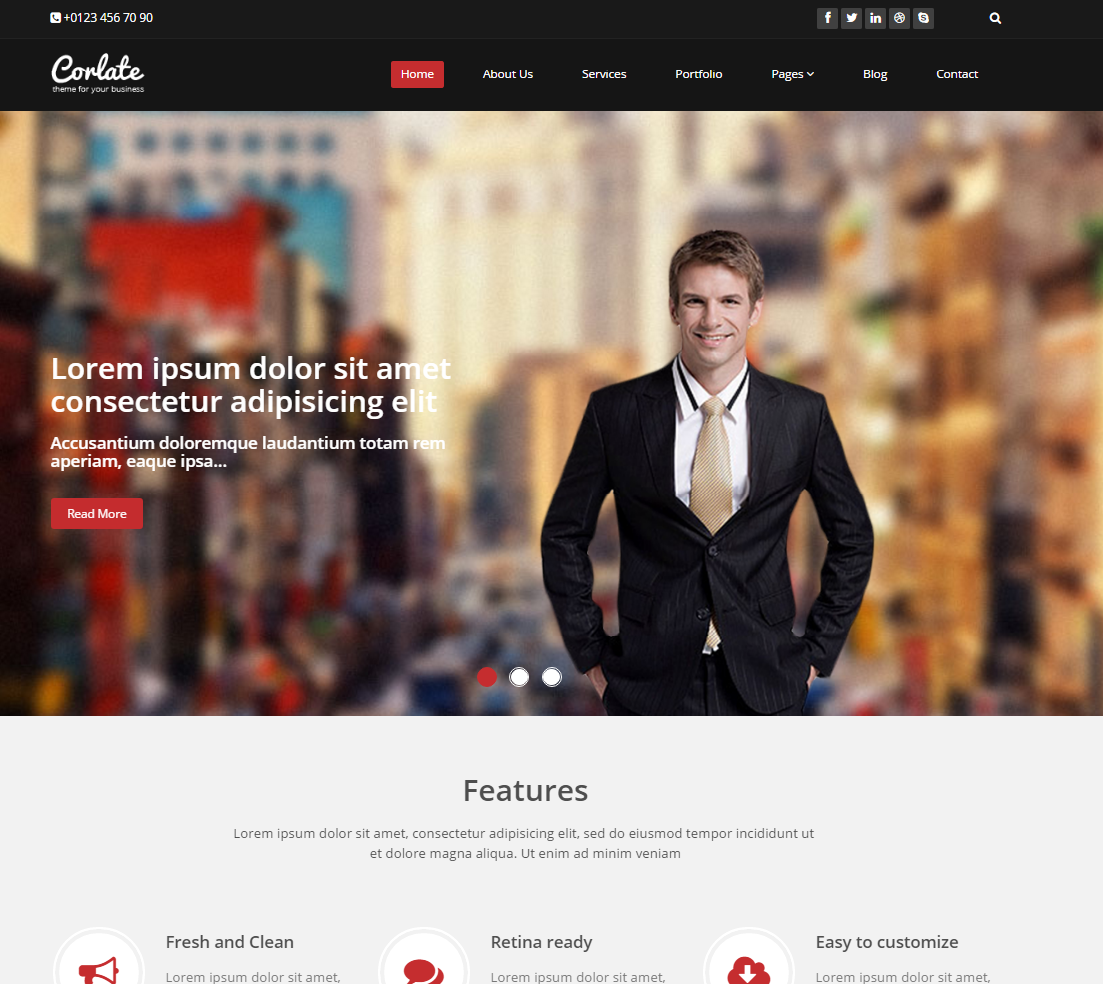 +0123 456 70 90
Corlate
theme for your business
Home About Us Services Portfolio Pages Blog Contact
Lorem ipsum dolor sit amet
consectetur adipisicing elit
Accusantium doloremque laudantium totam rem
aperiam, eaque ipsa...
Read More
Features
Lorem ipsum dolor sit amet, consectetur adipisicing elit, sed do eiusmod tempor incididunt ut
et dolore magna aliqua. Ut enim ad minim veniam
Fresh and Clean
Lorem ipsum dolor sit amet,
Retina ready
Lorem ipsum dolor sit amet,
Easy to customize
Lorem ipsum dolor sit amet,